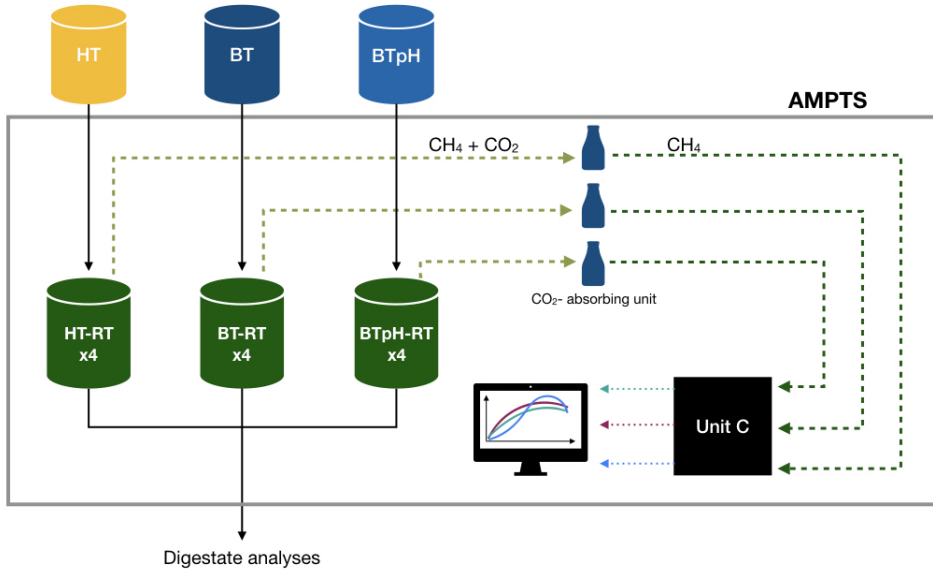 HT
BT
BTpH
AMPTS
CH₄ + CO₂
CH₄
CO₂- absorbing unit
HT-RT
x4
BT-RT
x4
BTpH-RT
x4
Unit C
Digestate analyses